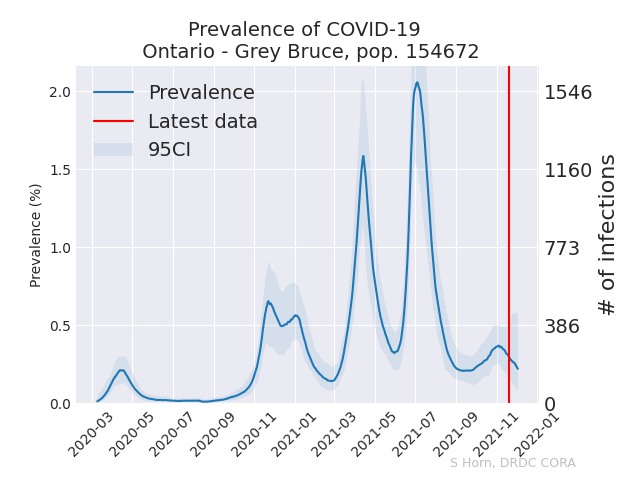 Prevalence of COVID-19
Ontario - Grey Bruce, pop. 154672
Prevalence
Latest data
95CI
Prevalence (%)
2.0
1.5
1.0
0.5
0.0
1546
1160
773
386
0
# of infections
2020-03
2020-05
2020-07
2020-09
2020-11
2021-01
2021-03
2021-05
2021-07
2021-09
2021-11
2022-01
S Horn, DRDC CORA